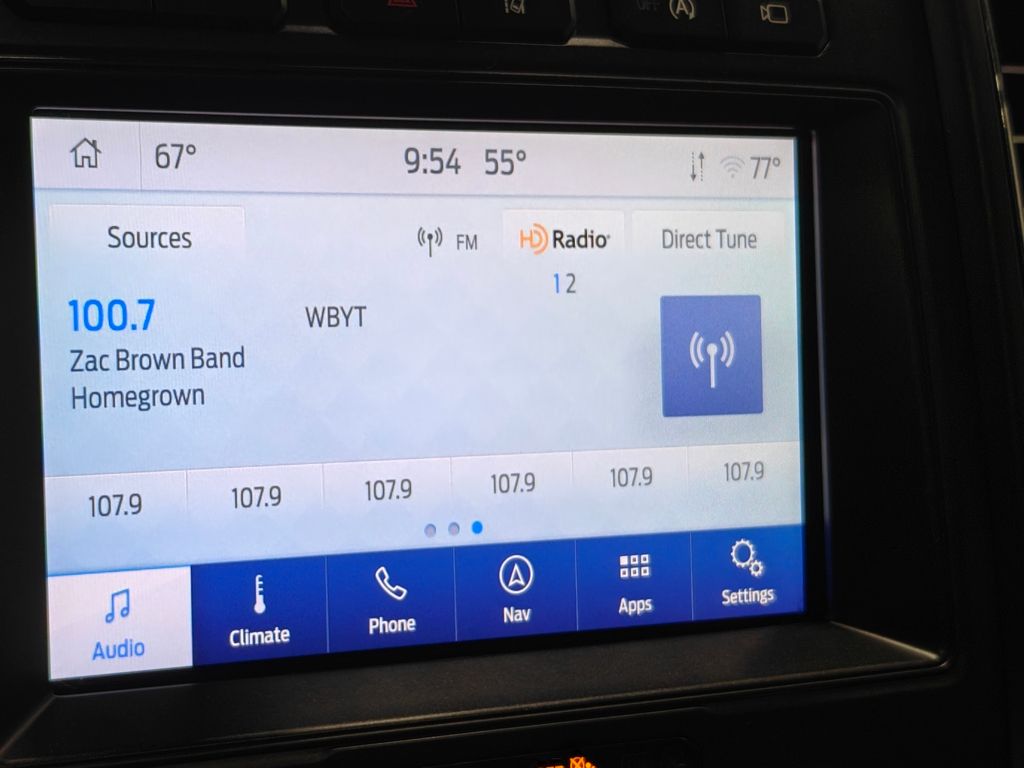 OFF A
67° 9:54 55° 77°
Sources FM HD Radio® Direct Tune
1 2
100.7 WBYT
Zac Brown Band
Homegrown
107.9 107.9 107.9 107.9 107.9 107.9
Audio Climate Phone Nav Apps Settings